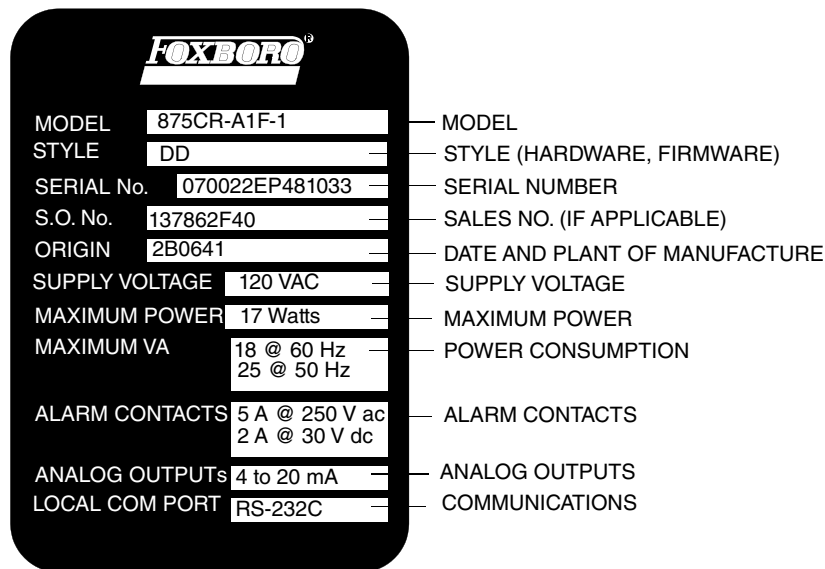 FOXBORO®
MODEL 875CR-A1F-1 MODEL
STYLE DD STYLE (HARDWARE, FIRMWARE)
SERIAL No. 070022EP481033 SERIAL NUMBER
S.O. No. 137862F40 SALES NO. (IF APPLICABLE)
ORIGIN 2B0641 DATE AND PLANT OF MANUFACTURE
SUPPLY VOLTAGE 120 VAC SUPPLY VOLTAGE
MAXIMUM POWER 17 Watts MAXIMUM POWER
MAXIMUM VA 18 @ 60 Hz POWER CONSUMPTION
25 @ 50 Hz
ALARM CONTACTS 5 A @ 250 V ac ALARM CONTACTS
2 A @ 30 V dc
ANALOG OUTPUTs 4 to 20 mA ANALOG OUTPUTS
LOCAL COM PORT RS-232C COMMUNICATIONS